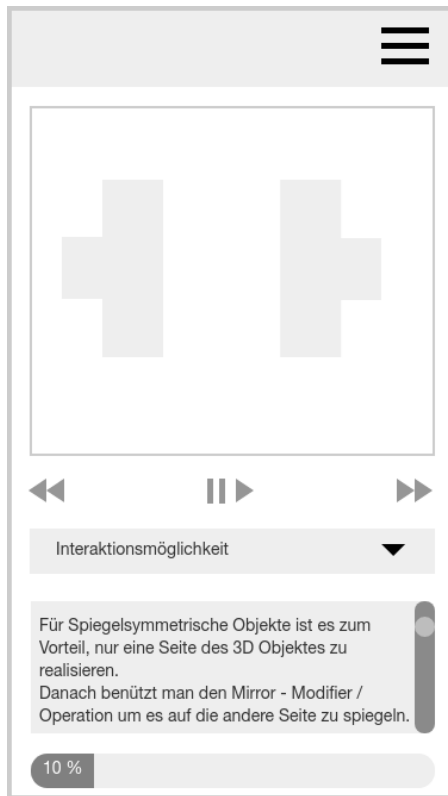 Interaktionsmöglichkeit
Für Spiegelsymmetrische Objekte ist es zum
Vorteil, nur eine Seite des 3D Objektes zu
realisieren.
Danach benützt man den Mirror - Modifier /
Operation um es auf die andere Seite zu spiegeln.
10 %